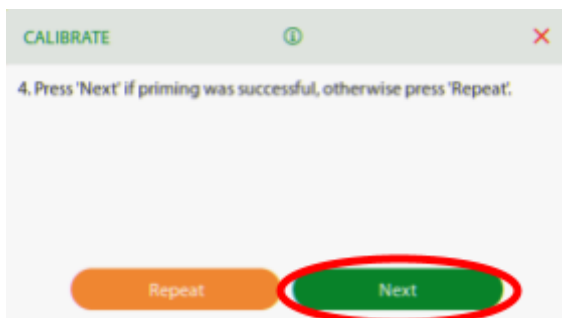 CALIBRATE
4. Press 'Next' if priming was successful, otherwise press 'Repeat'.
Repeat
Next